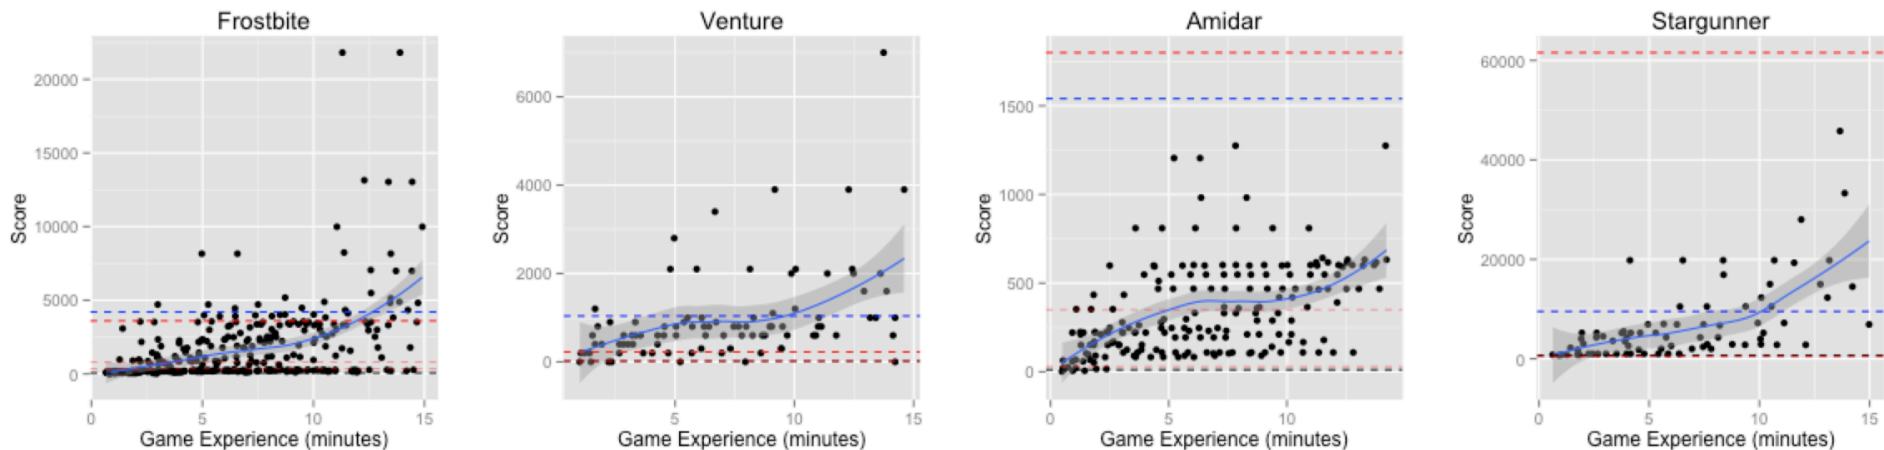 Frostbite
Score
20000
15000
10000
5000
0
0 5 10 15
Game Experience (minutes)
Venture
Score
6000
4000
2000
0
5 10 15
Game Experience (minutes)
Amidar
Score
1500
1000
500
0
0 5 10
Game Experience (minutes)
Stargunner
Score
60000
40000
20000
0
0 5 10 15
Game Experience (minutes)